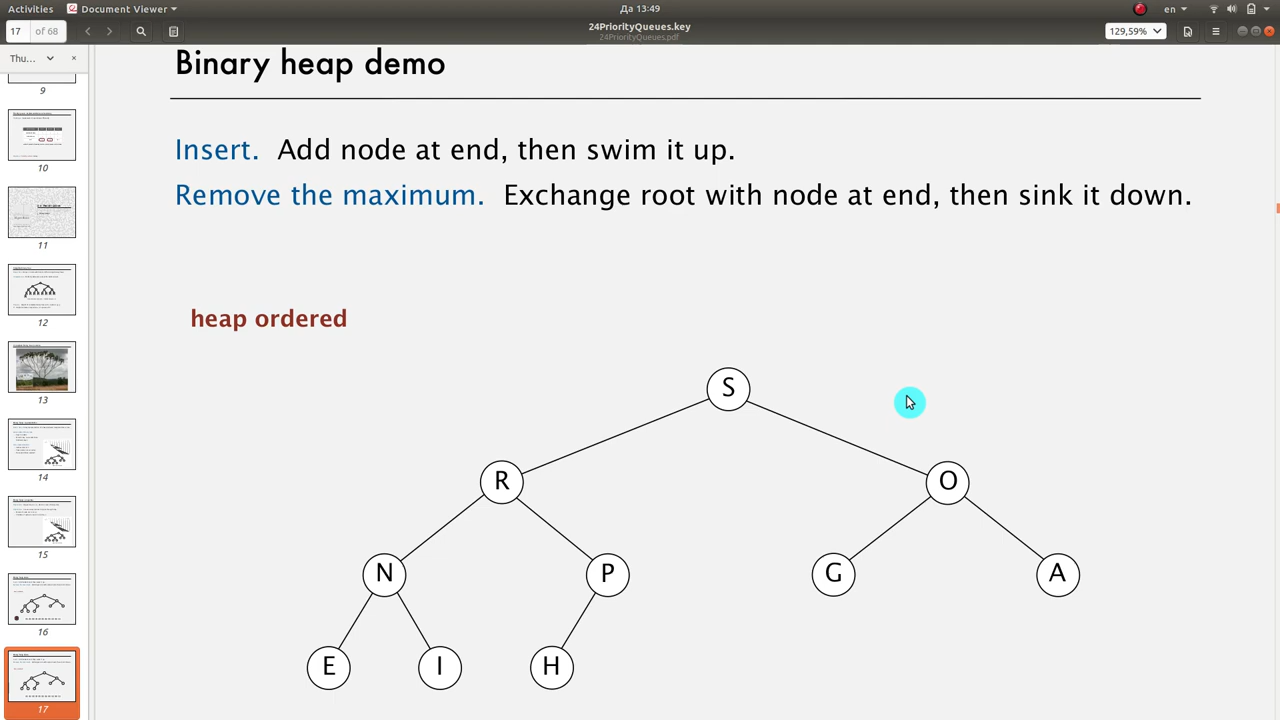 Activities Document Viewer Да 13:49 en
17 of 68 24PriorityQueues.key 129,59%
24PriorityQueues.pdf
Thu...
Binary heap demo
Insert. Add node at end, then swim it up.
Remove the maximum. Exchange root with node at end, then sink it down.
heap ordered
S
R O
N P G A
E I H
9
10
11
12
13
14
15
16
17